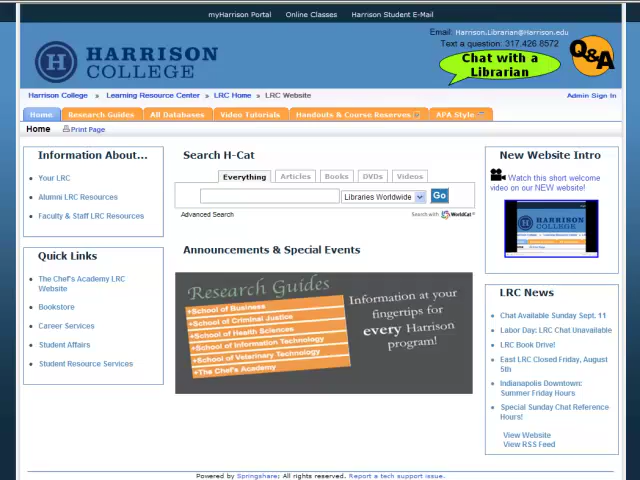 myHarrison Portal Online Classes Harrison Student E-Mail
Email: Harrison.Librarian@Harrison.edu
Text a question: 317.426.8572
HARRISON
COLLEGE
Chat with a
Librarian
Q&A
Harrison College » Learning Resource Center » LRC Home » LRC Website
Admin Sign In
Home Research Guides All Databases Video Tutorials Handouts & Course Reserves APA Style
Home Print Page
Information About...
Your LRC
Alumni LRC Resources
Faculty & Staff LRC Resources
Quick Links
The Chef's Academy LRC
Website
Bookstore
Career Services
Student Affairs
Student Resource Services
Search H-Cat
Everything Articles Books DVDs Videos
Libraries Worldwide Go
Advanced Search
Search with WorldCat
Announcements & Special Events
Research Guides
+School of Business
+School of Criminal Justice
+School of Health Sciences
+School of Information Technology
+School of Veterinary Technology
+The Chef's Academy
Information at your
fingertips for
every Harrison
program!
New Website Intro
Watch this short welcome
video on our NEW website!
HARRISON
COLLEGE
LRC News
Chat Available Sunday Sept. 11
Labor Day: LRC Chat Unavailable
LRC Book Drive!
East LRC Closed Friday, August
5th
Indianapolis Downtown:
Summer Friday Hours
Special Sunday Chat Reference
Hours!
View Website
View RSS Feed
Powered by Springshare; All rights reserved. Report a tech support issue.